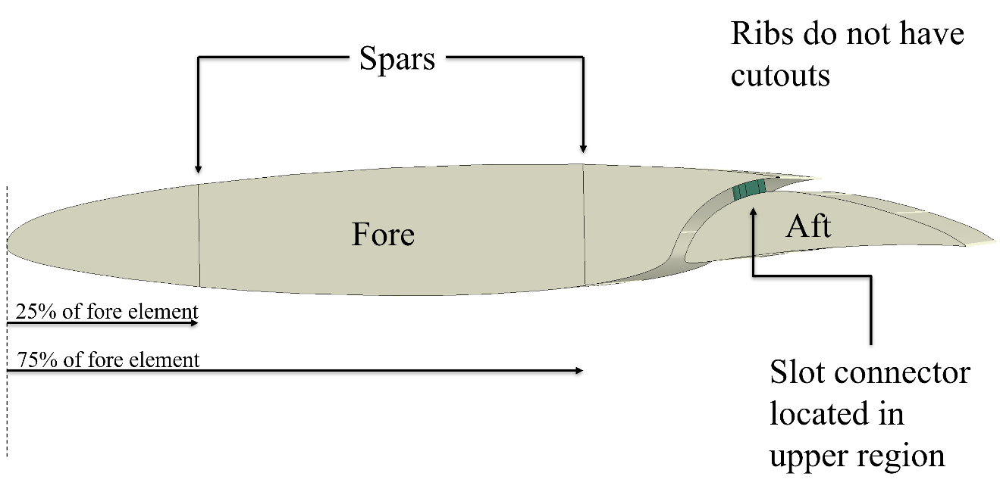 Ribs do not have
cutouts
Spars
Fore
Aft
25% of fore element
75% of fore element
Slot connector
located in
upper region